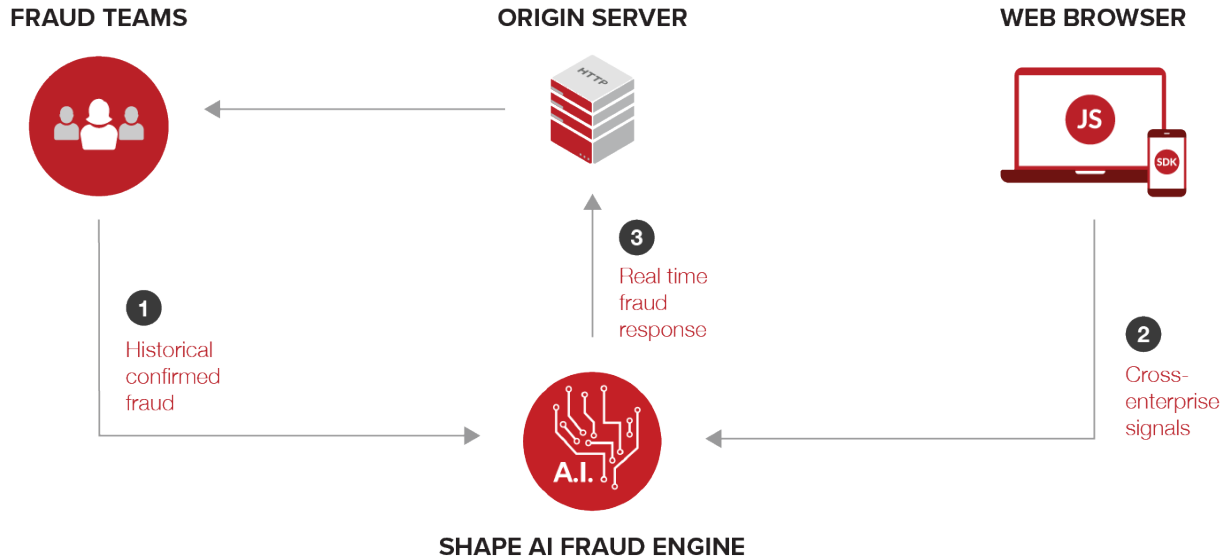 FRAUD TEAMS
ORIGIN SERVER
WEB BROWSER
HTTP
JS
SDK
1
Historical
confirmed
fraud
3
Real time
fraud
response
2
Cross-
enterprise
signals
A.I.
SHAPE AI FRAUD ENGINE